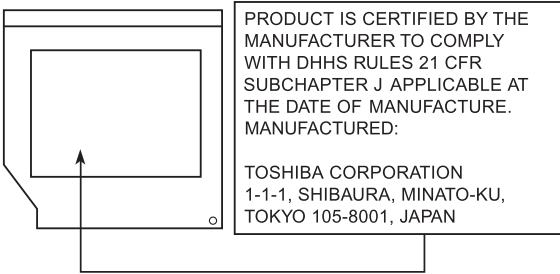 PRODUCT IS CERTIFIED BY THE
MANUFACTURER TO COMPLY
WITH DHHS RULES 21 CFR
SUBCHAPTER J APPLICABLE AT
THE DATE OF MANUFACTURE.
MANUFACTURED:
TOSHIBA CORPORATION
1-1-1, SHIBAURA, MINATO-KU,
TOKYO 105-8001, JAPAN